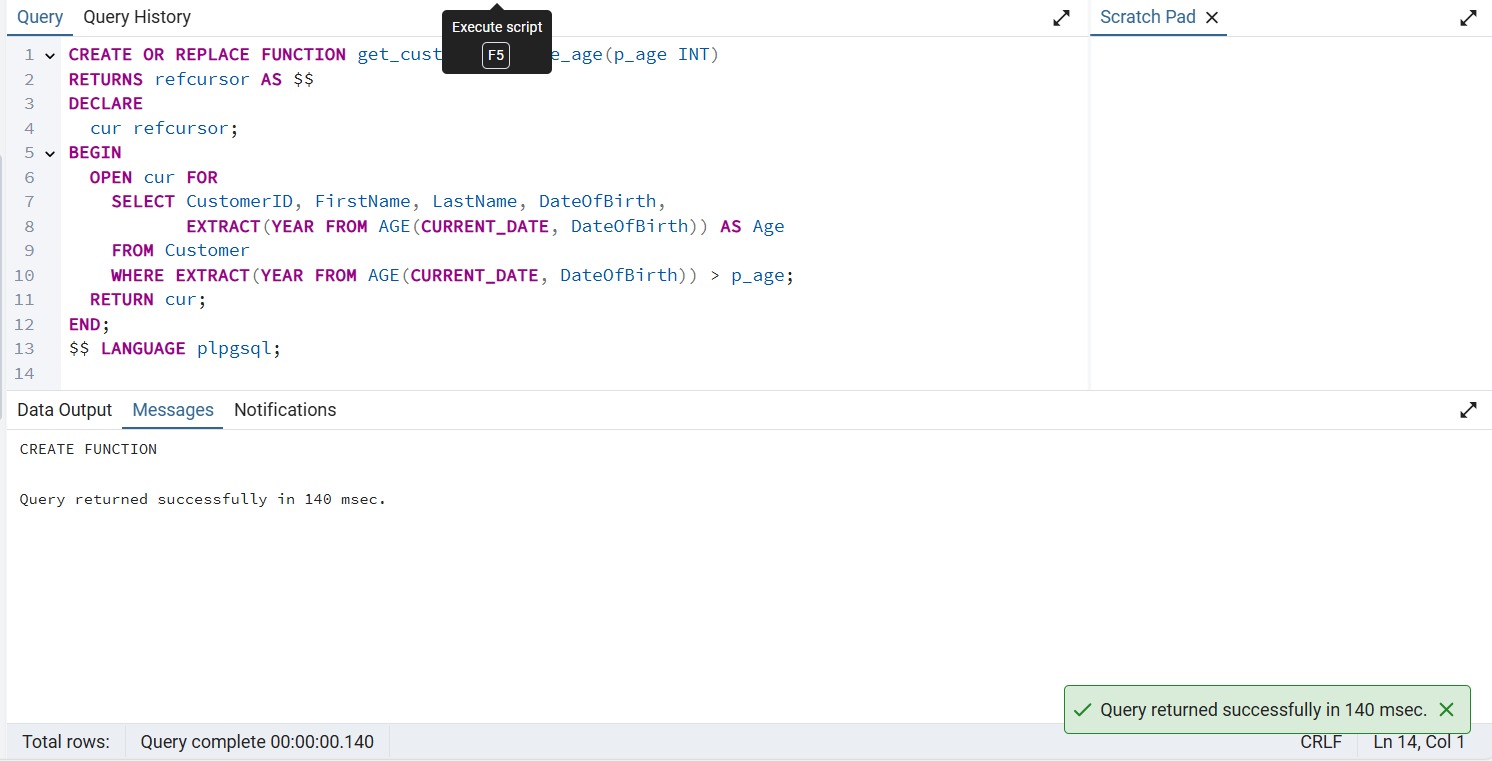 Query Query History
Execute script
F5
Scratch Pad
1 CREATE OR REPLACE FUNCTION get_cust e_age(p_age INT)
2 RETURNS refcursor AS $$
3 DECLARE
4 cur refcursor;
5 BEGIN
6 OPEN cur FOR
7 SELECT CustomerID, FirstName, LastName, DateOfBirth,
8 EXTRACT(YEAR FROM AGE(CURRENT_DATE, DateOfBirth)) AS Age
9 FROM Customer
10 WHERE EXTRACT(YEAR FROM AGE(CURRENT_DATE, DateOfBirth)) > p_age;
11 RETURN cur;
12 END;
13 $$ LANGUAGE plpgsql;
14
Data Output Messages Notifications
CREATE FUNCTION
Query returned successfully in 140 msec.
Query returned successfully in 140 msec.
Total rows: Query complete 00:00:00.140 CRLF Ln 14, Col 1